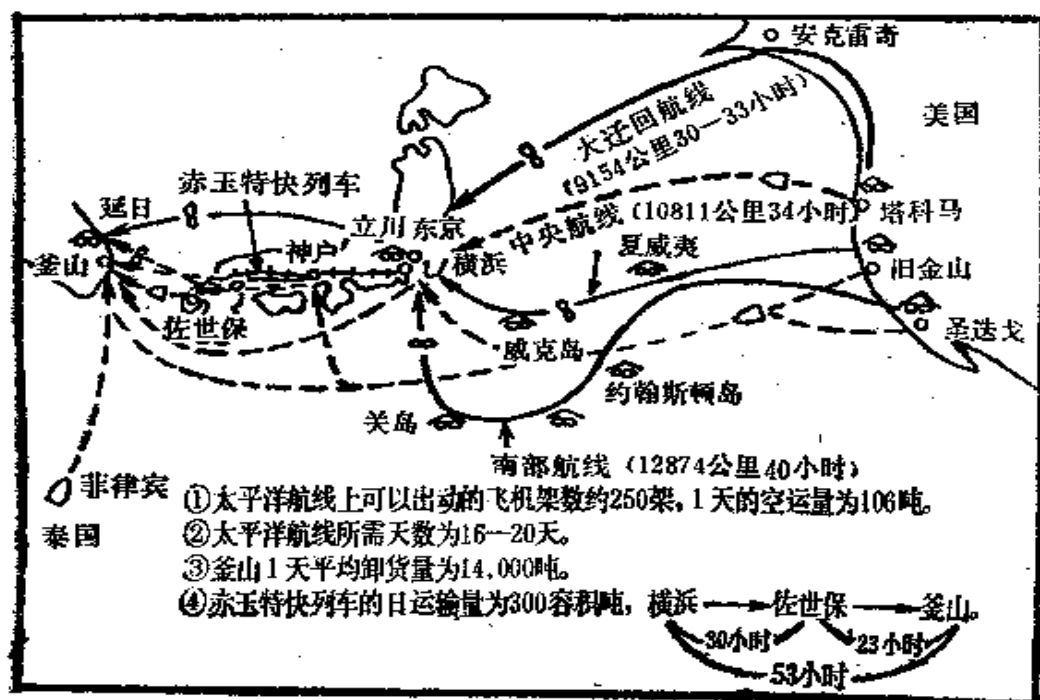 安克雷奇
美国
大迂回航线
(9154公里30—33小时)
赤玉特快列车
延日
立川 东京
塔科马
中央航线 (10811公里34小时)
神户
横浜
夏威夷
釜山
旧金山
佐世保
威克岛
圣迭戈
约翰斯顿岛
关岛
南部航线 (12874公里40小时)
菲律宾
泰国
①太平洋航线上可以出动的飞机架数约250架，1天的空运量为106吨。
②太平洋航线所需天数为16—20天。
③釜山1天平均卸货量为14,000吨。
④赤玉特快列车的日运输量为300容积吨，横浜 佐世保 釜山。
30小时 23小时
53小时